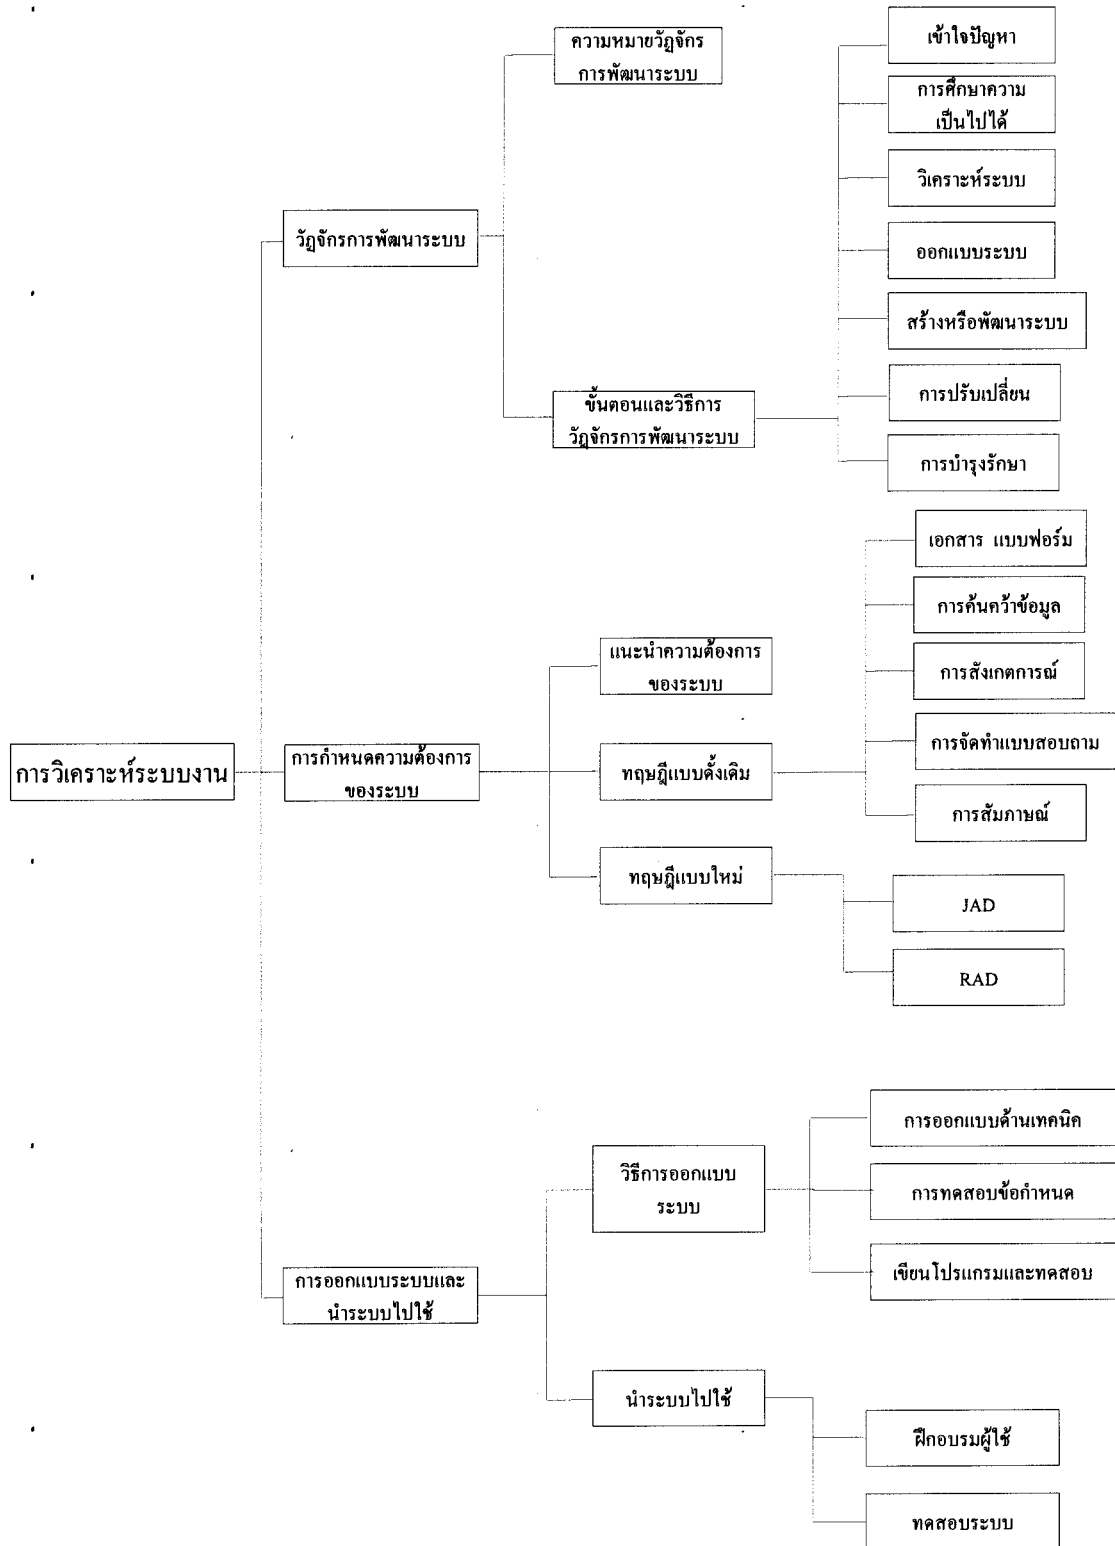 ความหมายวัฏจักร
การพัฒนาระบบ
เข้าใจปัญหา
การศึกษาความ
เป็นไปได้
วิเคราะห์ระบบ
วัฏจักรการพัฒนาระบบ
ออกแบบระบบ
สร้างหรือพัฒนาระบบ
ขั้นตอนและวิธีการ
วัฏจักรการพัฒนาระบบ
การปรับเปลี่ยน
การบำรุงรักษา
เอกสาร แบบฟอร์ม
การค้นคว้าข้อมูล
แนะนำความต้องการ
ของระบบ
การสังเกตการณ์
การวิเคราะห์ระบบงาน
การกำหนดความต้องการ
ของระบบ
ทฤษฎีแบบดั้งเดิม
การจัดทำแบบสอบถาม
การสัมภาษณ์
ทฤษฎีแบบใหม่
JAD
RAD
การออกแบบด้านเทคนิค
วิธีการออกแบบ
ระบบ
การทดสอบข้อกำหนด
เขียนโปรแกรมและทดสอบ
การออกแบบระบบและ
นำระบบไปใช้
นำระบบไปใช้
ฝึกอบรมผู้ใช้
ทดสอบระบบ